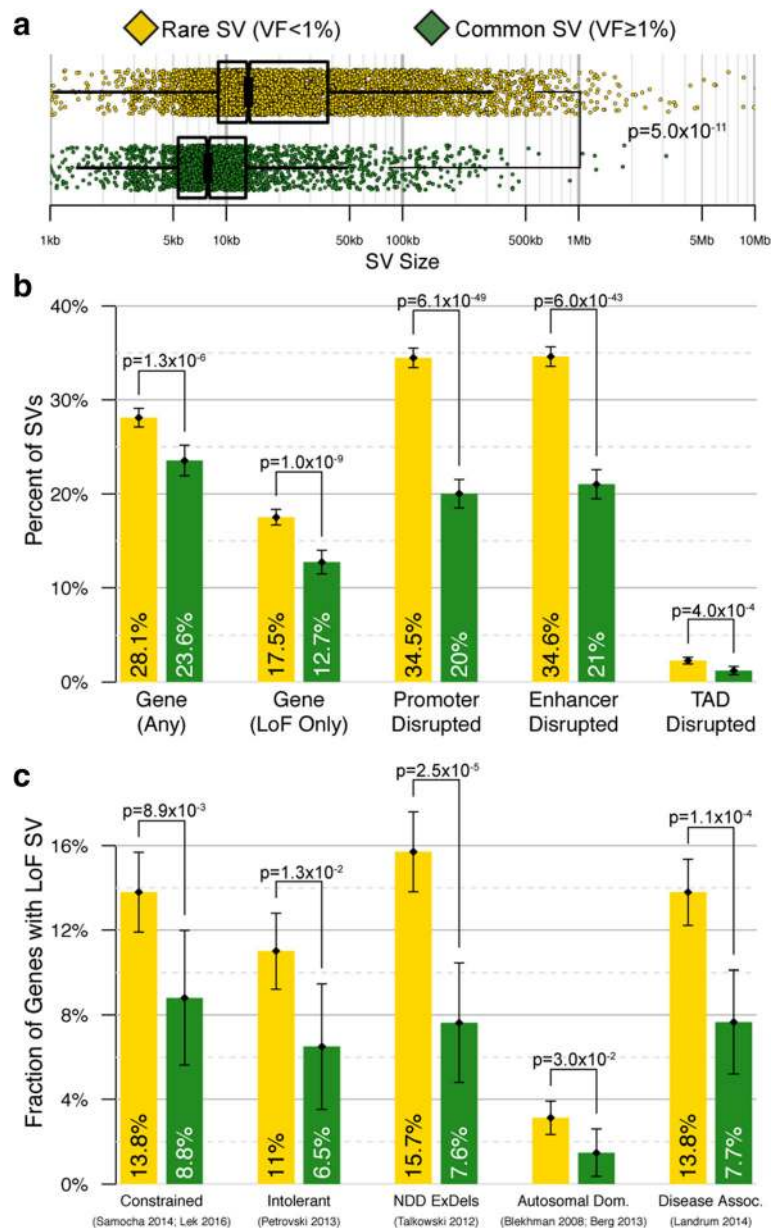 a
Rare SV (VF<1%) Common SV (VF≥1%)
p=5.0x10-11
1kb 5kb 10kb 50kb 100kb 500kb 1Mb 5Mb 10Mb
SV Size
b
Percent of SVs
40%
30%
20%
10%
0%
p=1.3x10-6
p=1.0x10-9
p=6.1x10-49
p=6.0x10-43
p=4.0x10-4
28.1% 23.6% 17.5% 12.7% 34.5% 20% 34.6% 21%
Gene Gene Promoter Enhancer TAD
(Any) (LoF Only) Disrupted Disrupted Disrupted
c
Fraction of Genes with LoF SV
16%
12%
8%
4%
0%
p=8.9x10-3
p=1.3x10-2
p=2.5x10-5
p=3.0x10-2
p=1.1x10-4
13.8% 8.8% 11% 6.5% 15.7% 7.6% 13.8% 7.7%
Constrained Intolerant NDD ExDels Autosomal Dom. Disease Assoc.
(Samocha 2014; Lek 2016) (Petrovski 2013) (Talkowski 2012) (Blekhman 2008; Berg 2013) (Landrum 2014)